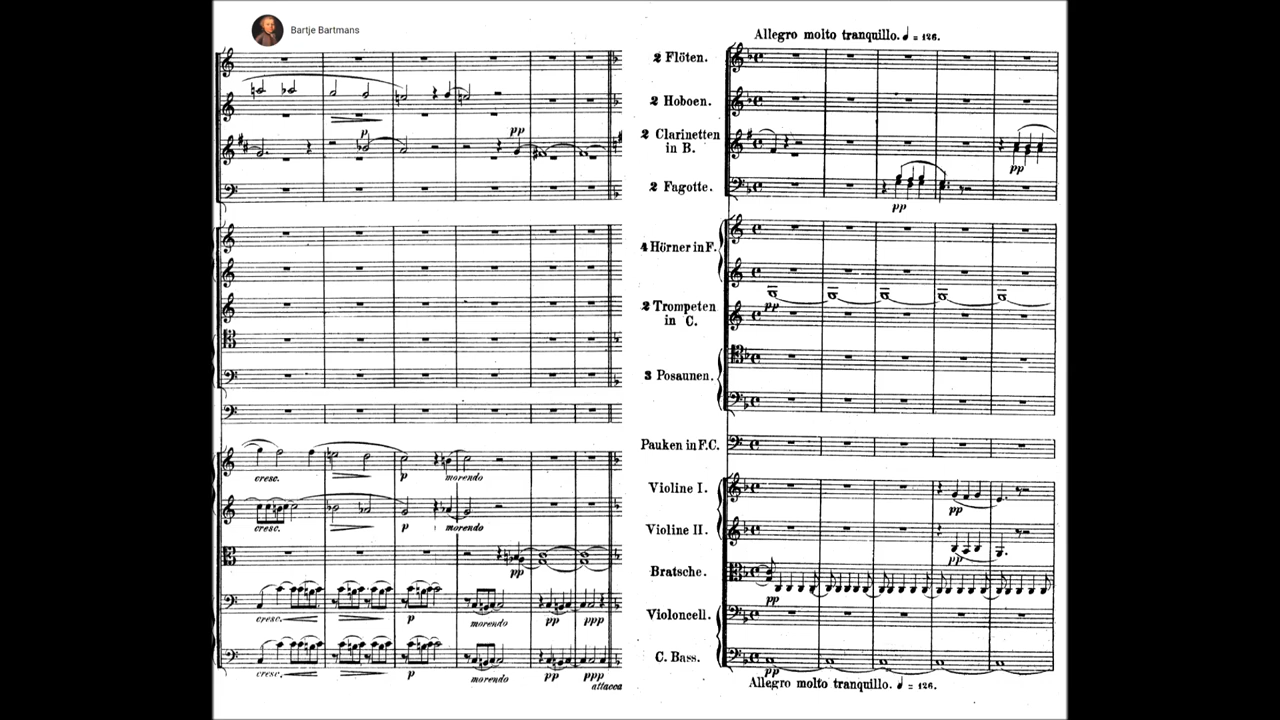 Bartje Bartmans
p
pp
cresc.
p
morendo
cresc.
p
morendo
pp
cresc.
p
morendo
pp
ppp
cresc.
p
morendo
pp
ppp
attacca
Allegro molto tranquillo. = 126.
2 Flöten.
2 Hoboen.
2 Clarinetten
in B.
pp
2 Fagotte.
pp
4 Hörner in F.
pp
2 Trompeten
in C.
3 Posaunen.
Pauken in F.C.
Violine I.
pp
Violine II.
pp
Bratsche.
pp
Violoncell.
C. Bass.
pp
Allegro molto tranquillo. = 126.